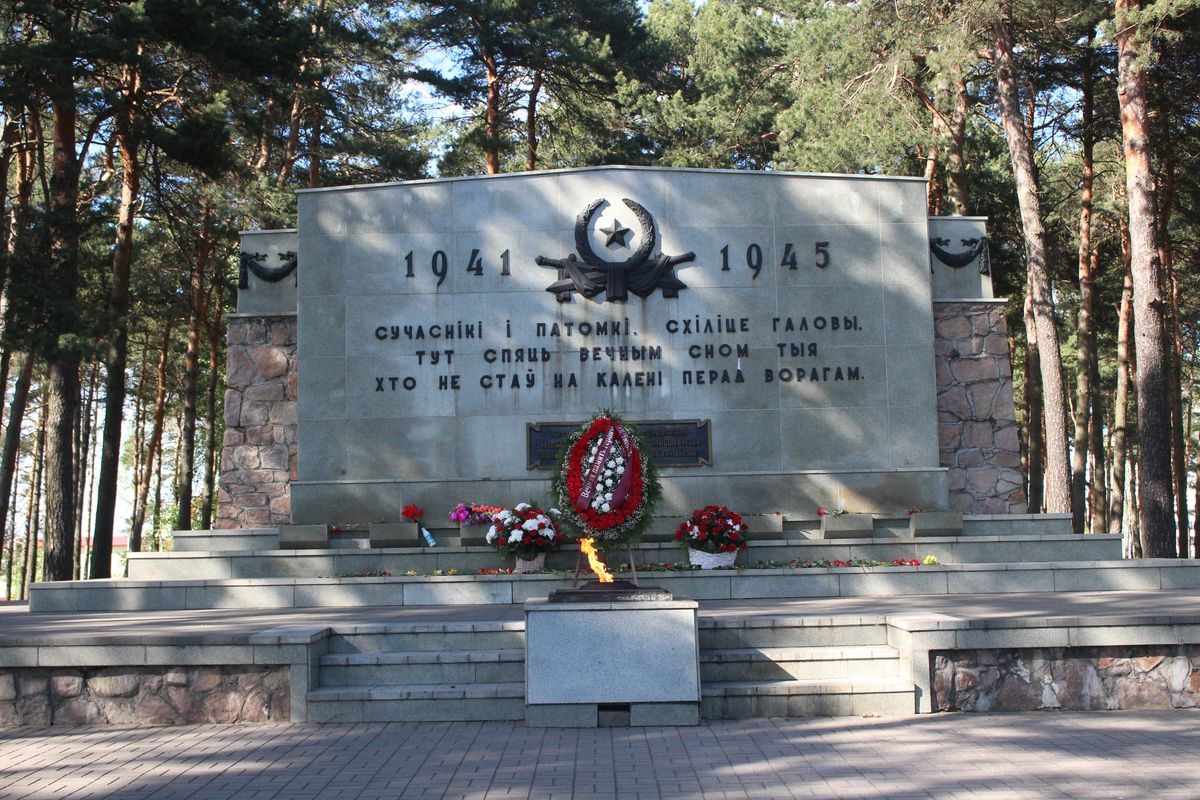 1941 1945
СУЧАСНІКІ І ПАТОМКІ, СХІЛІЦЕ ГАЛОВЫ,
ТУТ СПЯЦЬ ВЕЧНЫМ СНОМ ТЫЯ
ХТО НЕ СТАЎ НА КАЛЕНІ ПЕРАД ВОРАГАМ.